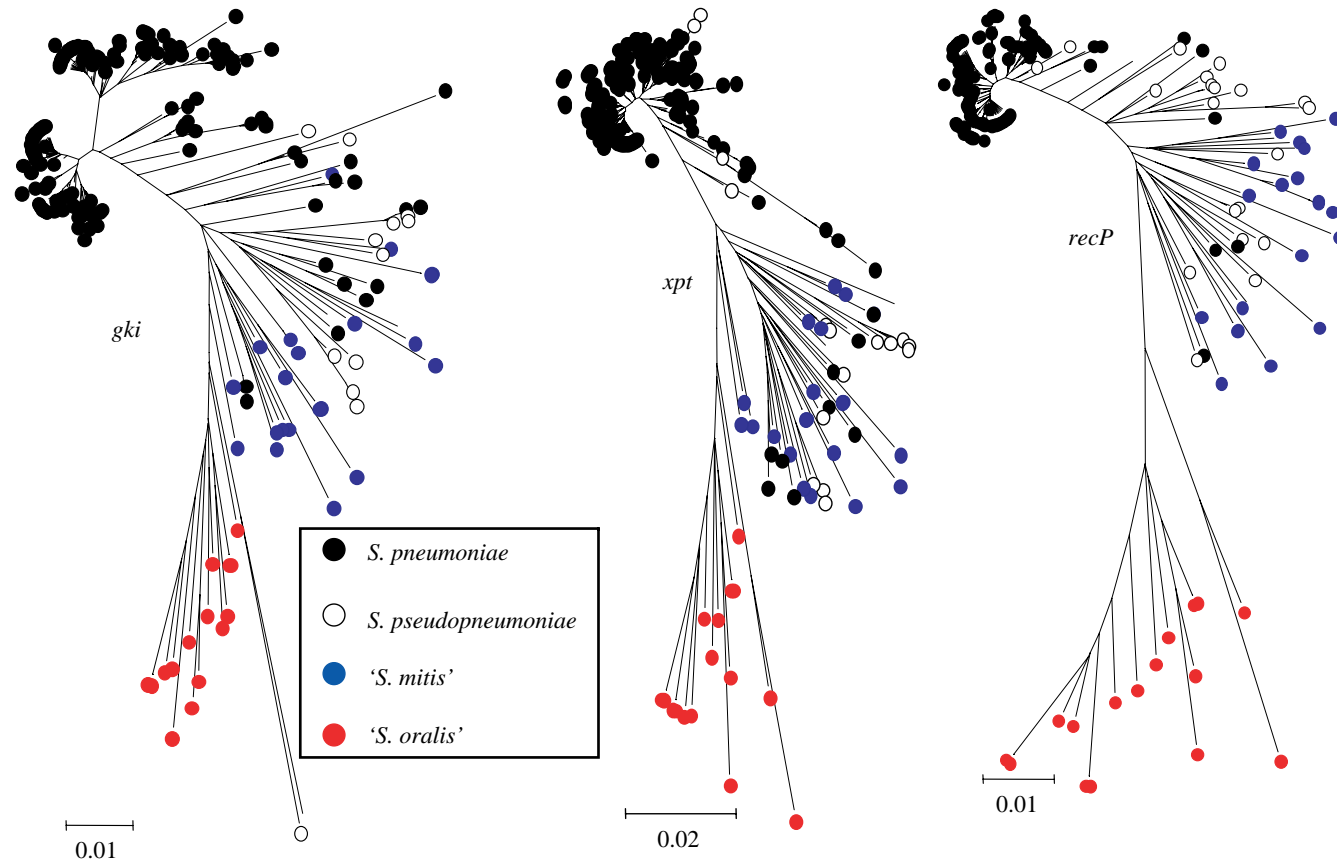 recP
xpt
gki
S. pneumoniae
S. pseudopneumoniae
‘S. mitis’
‘S. oralis’
0.01
0.02
0.01